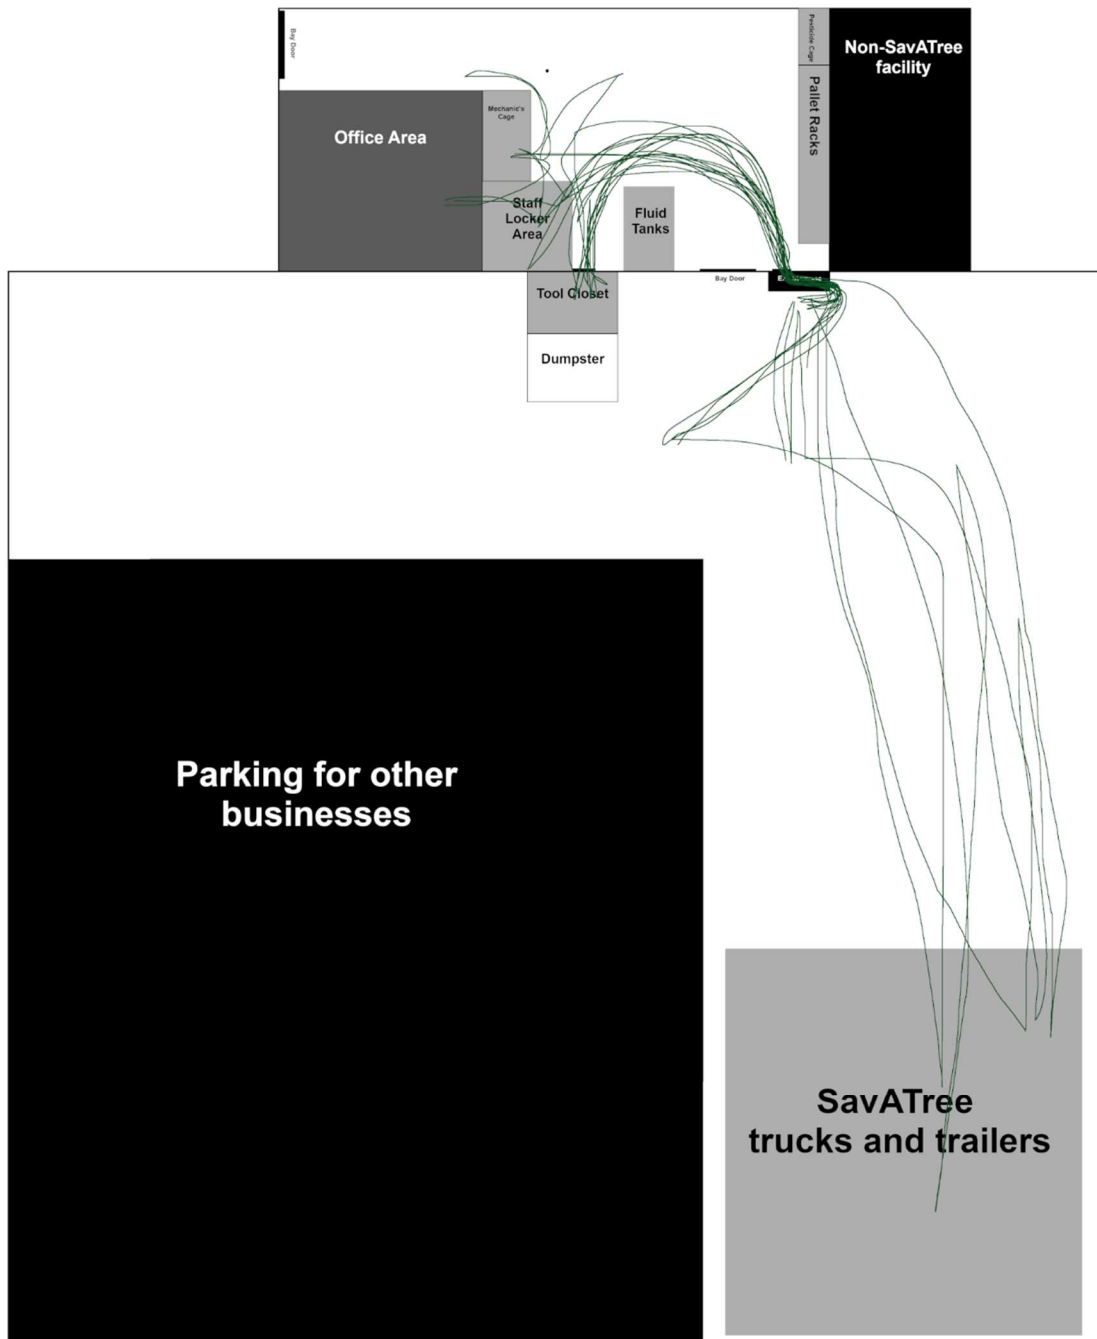 Bay Door
Pesticide Cage
Non-SavATree
facility
Pallet Racks
Mechanic's
Cage
Office Area
Staff
Locker
Area
Fluid
Tanks
Bay Door
Tool Closet
Dumpster
Parking for other
businesses
SavATree
trucks and trailers